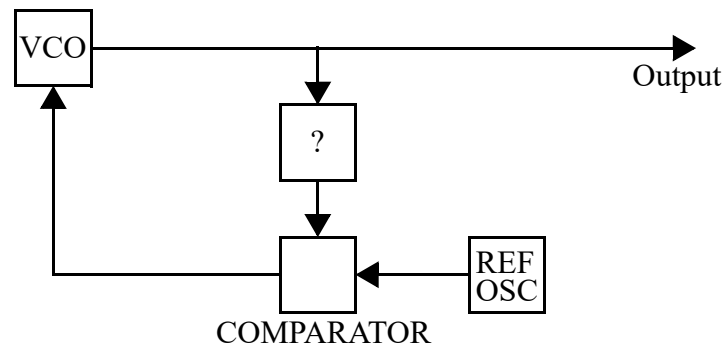 VCO
Output
?
REF
OSC
COMPARATOR